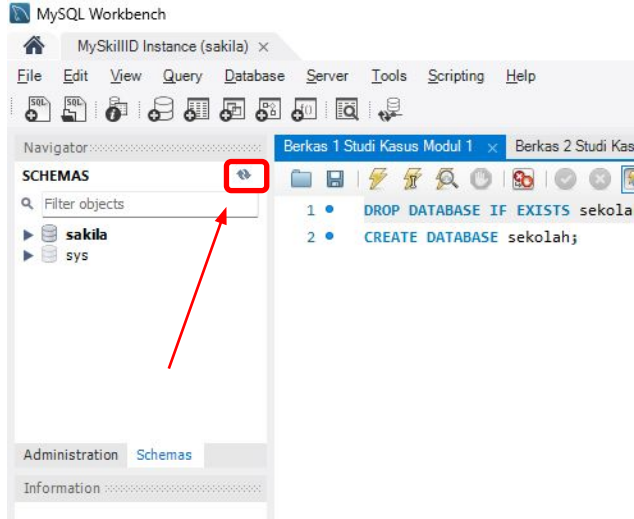 MySQL Workbench
MySkillID Instance (sakila) ×
File Edit View Query Database Server Tools Scripting Help
Navigator
Berkas 1 Studi Kasus Modul 1 × Berkas 2 Studi Kas
SCHEMAS
Filter objects
1 DROP DATABASE IF EXISTS sekola
sakila
2 CREATE DATABASE sekolah;
sys
Administration Schemas
Information